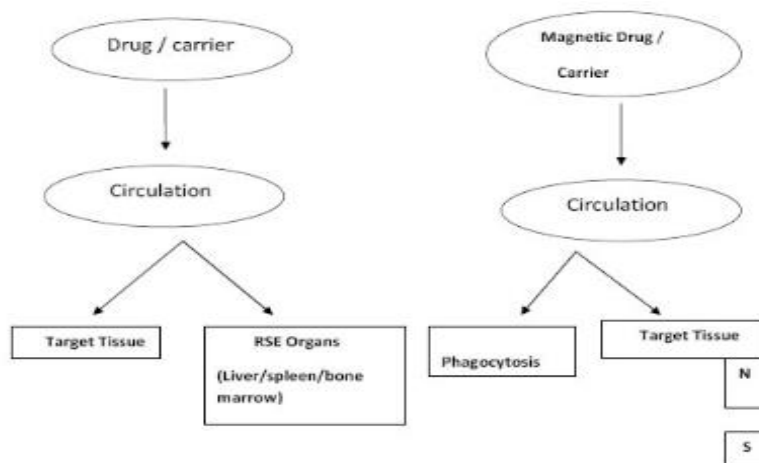 Drug / carrier
Circulation
Target Tissue
RSE Organs
(Liver/spleen/bone
marrow)
Magnetic Drug /
Carrier
Circulation
Phagocytosis
Target Tissue
N
S